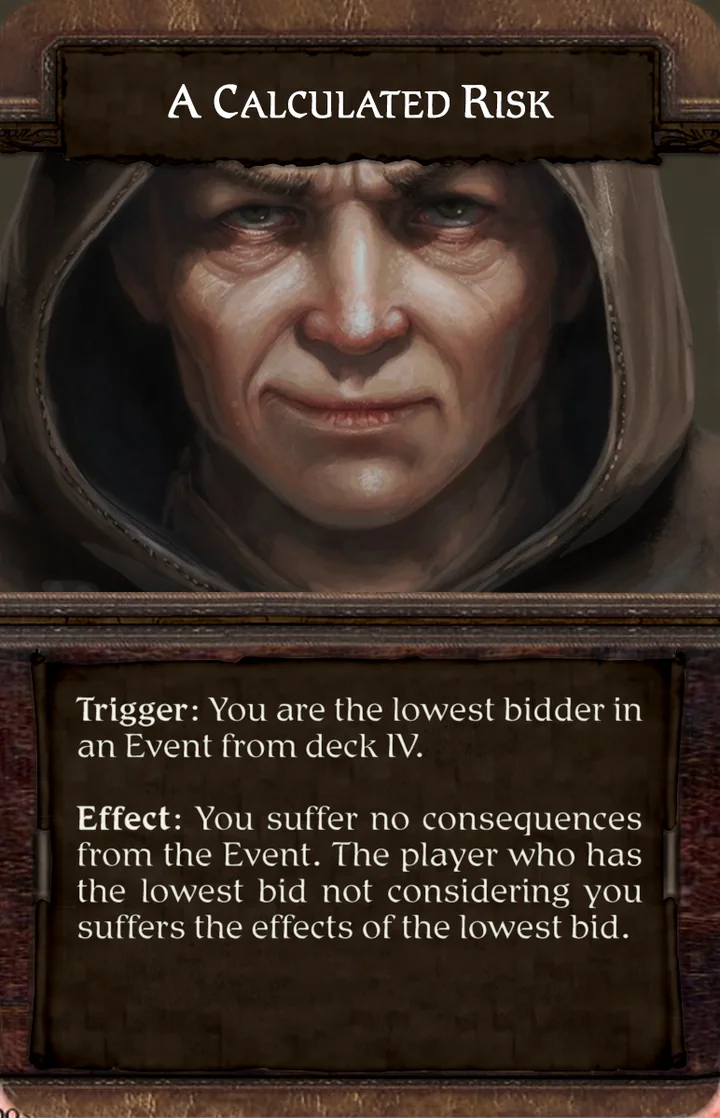 A Calculated Risk
Trigger: You are the lowest bidder in
an Event from deck IV.
Effect: You suffer no consequences
from the Event. The player who has
the lowest bid not considering you
suffers the effects of the lowest bid.